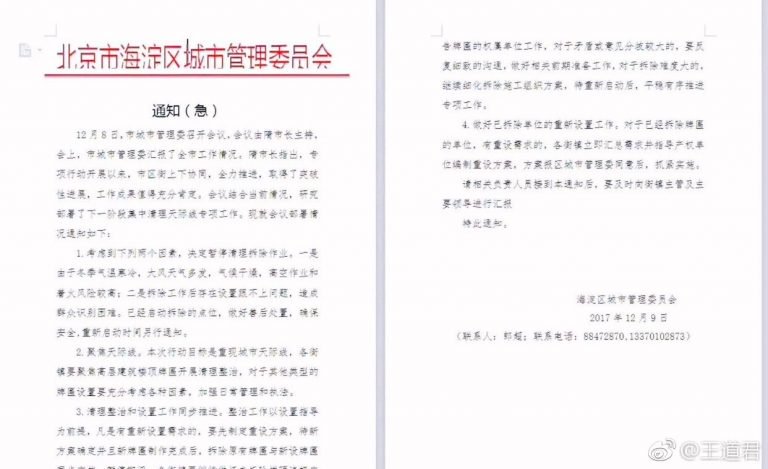 北京市海淀区城市管理委员会
通知（急）
12月8日，市城市管理委召开会议，会议由隋市长主持，
会上，市城市管理委汇报了全市工作情况。隋市长指出，专
项行动开展以来，市区街上下协同，全力推进，取得了突破
性进展，工作成果值得充分肯定。会议结合当前情况，研究
部署了下一阶段集中清理天际线专项工作。现就会议部署情
况通知如下：
1.考虑到下列两个因素，决定暂停清理拆除作业。一是
由于冬季气温寒冷，大风天气多发，气候干燥，高空作业和
着火风险较高；二是拆除工作后存在设置跟不上问题，造成
群众识别困难。已经启动拆除的点位，做好善后处置，确保
安全，重新启动时间另行通知。
2.聚焦天际线。本次行动目标是重现城市天际线，各街
镇要聚焦高层建筑楼顶牌匾开展清理整治，对于其他类型的
牌匾设置要充分考虑各种因素，加强日常管理和执法。
3.清理整治和设置工作同步推进。整治工作以设置指导
为前提，凡是有重新设置需求的，要先制定重设方案，待新
方案确定并且新牌匾制作完成后，拆除原有牌匾与新设牌匾
告牌匾的权属单位工作，对于矛盾或意见分歧较大的，要反
复细致的沟通，做好相关前期准备工作，对于拆除难度大的，
继续细化拆除施工组织方案，待重新启动后，平稳有序推进
专项工作。
4.做好已拆除单位的重新设置工作。对于已经拆除牌匾
的单位，有重设需求的，各街镇立即汇总需求并指导产权单
位编制重设方案，方案报区城市管理委同意后，抓紧实施。
请相关负责人员接到本通知后，要及时向街镇主管及主
要领导进行汇报
特此通知。
海淀区城市管理委员会
2017年12月9日
（联系人：郭超；联系电话：88472870，13370102873）
@王道君